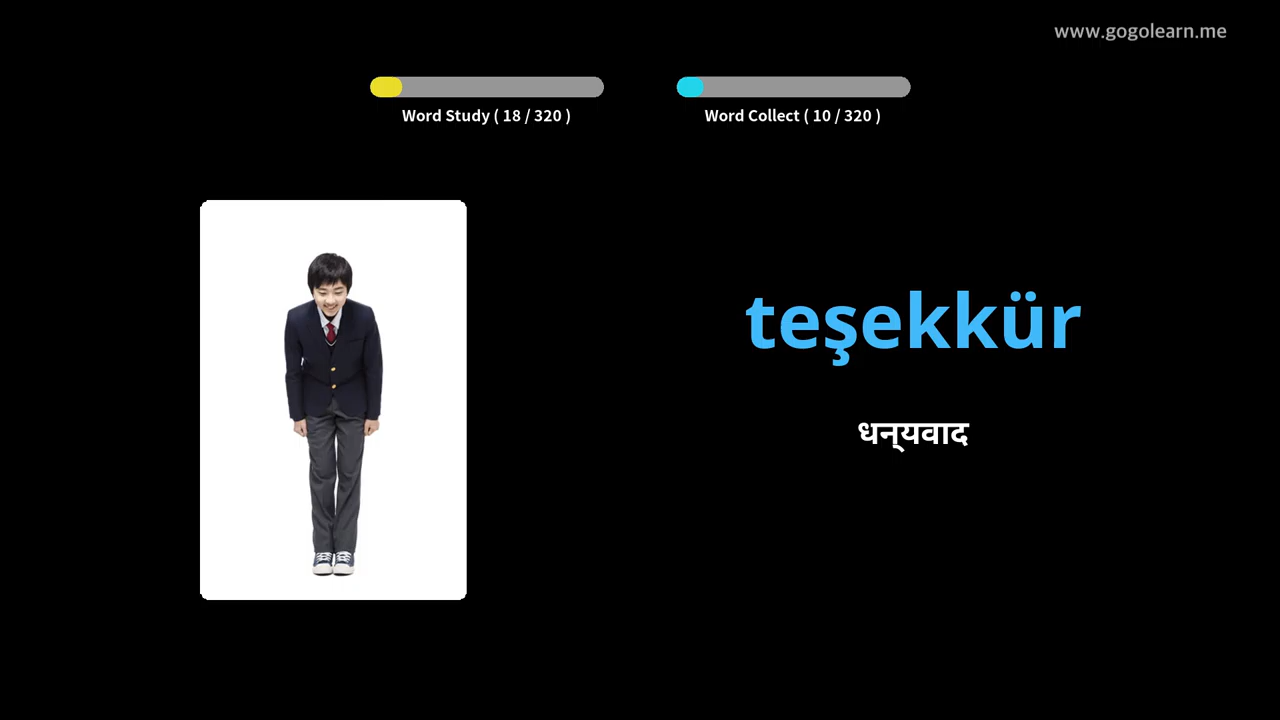 www.gogolearn.me
Word Study ( 18 / 320 )
Word Collect ( 10 / 320 )
teşekkür
धन्यवाद